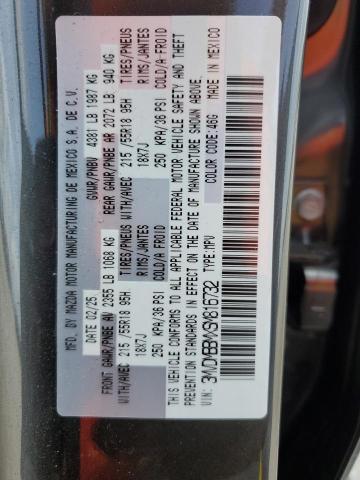 MFD. BY MAZDA MOTOR MANUFACTURING DE MEXICO S.A. DE C.V.
DATE 02/25 GVWR/PNBV 4381 LB 1987 KG
FRONT GAWR/PNBE AV 2355 LB 1068 KG REAR GAWR/PNBE AR 2072 LB 940 KG
WITH/AVEC 215/55R18 95H TIRES/PNEUS WITH/AVEC 215/55R18 95H TIRES/PNEUS
18X7J RIMS/JANTES 18X7J RIMS/JANTES
250 KPA/36 PSI COLD/A FROID 250 KPA/36 PSI COLD/A FROID
THIS VEHICLE CONFORMS TO ALL APPLICABLE FEDERAL MOTOR VEHICLE SAFETY AND THEFT
PREVENTION STANDARDS IN EFFECT ON THE DATE OF MANUFACTURE SHOWN ABOVE.
COLOR CODE:46G MADE IN MEXICO
VIN: TYPE:MPV